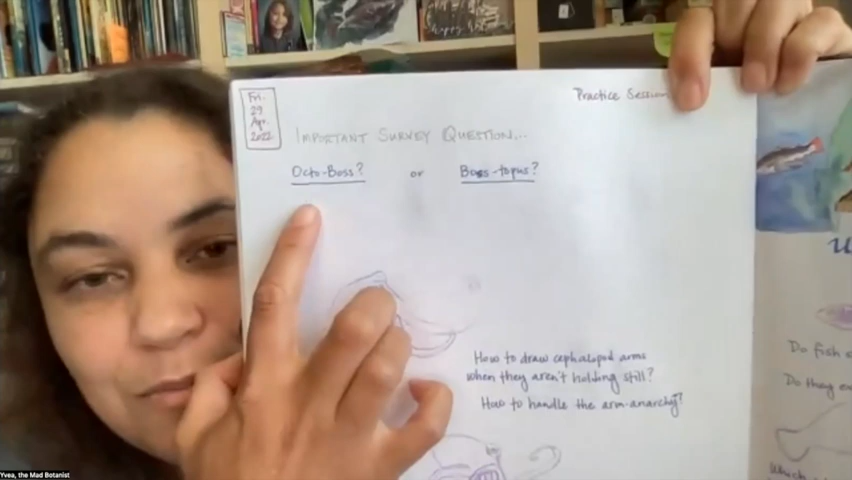 Fri.
29
Apr.
2022
Practice Session
IMPORTANT SURVEY QUESTION...
Octo-Boss? or Boss-topus?
How to draw cephalopod arms
when they aren't holding still?
How to handle the arm-anarchy?
Do fish
Do they
Which
Yvea, the Mad Botanist